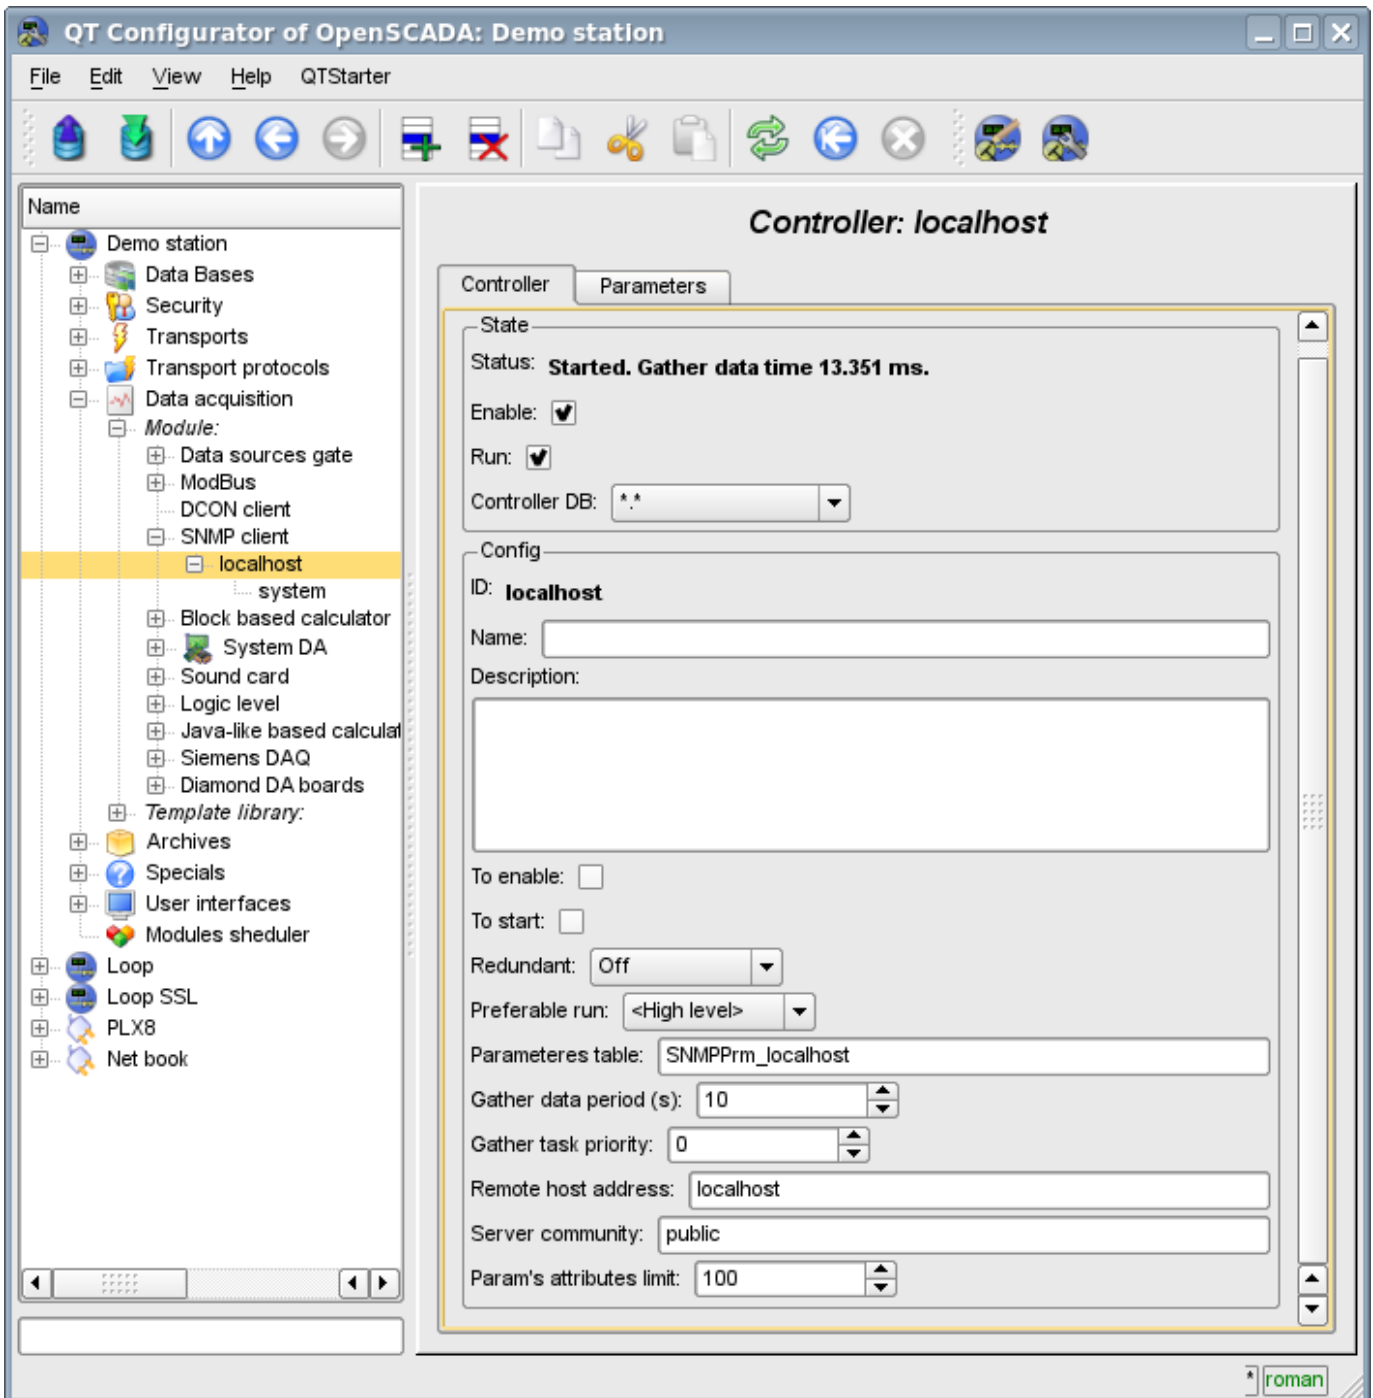 QT Configurator of OpenSCADA: Demo station
File Edit View Help QTStarter
Name
Demo station
Data Bases
Security
Transports
Transport protocols
Data acquisition
Module:
Data sources gate
ModBus
DCON client
SNMP client
localhost
system
Block based calculator
System DA
Sound card
Logic level
Java-like based calculat
Siemens DAQ
Diamond DA boards
Template library:
Archives
Specials
User interfaces
Modules sheduler
Loop
Loop SSL
PLX8
Net book
Controller: localhost
Controller Parameters
State
Status: Started. Gather data time 13.351 ms.
Enable:
Run:
Controller DB: *.*
Config
ID: localhost
Name:
Description:
To enable:
To start:
Redundant: Off
Preferable run: <High level>
Parameteres table: SNMPPrm_localhost
Gather data period (s): 10
Gather task priority: 0
Remote host address: localhost
Server community: public
Param's attributes limit: 100
* roman